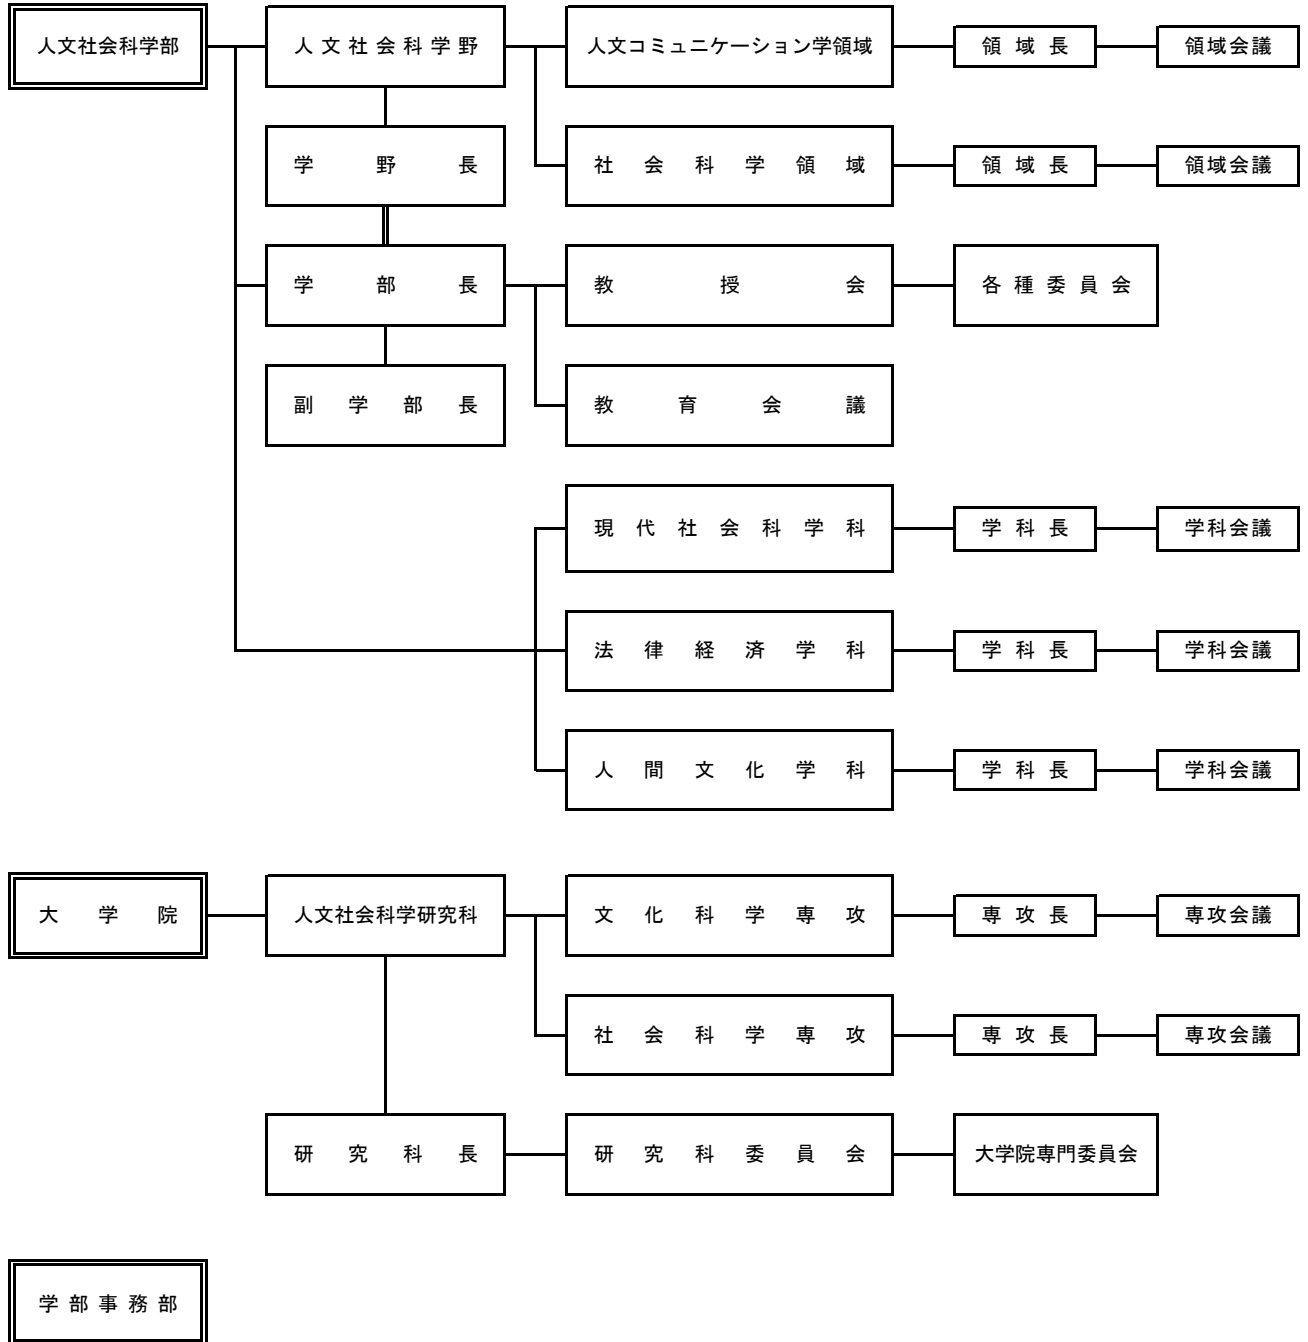 人文社会科学部
人文社会科学野
人文コミュニケーション学領域
領域長
領域会議
学野長
社会科学領域
領域長
領域会議
学部長
教授会
各種委員会
副学部長
教育会議
現代社会科学科
学科長
学科会議
法律経済学科
学科長
学科会議
人間文化学科
学科長
学科会議
大学院
人文社会科学研究科
文化科学専攻
専攻長
専攻会議
社会科学専攻
専攻長
専攻会議
研究科長
研究科委員会
大学院専門委員会
学部事務部